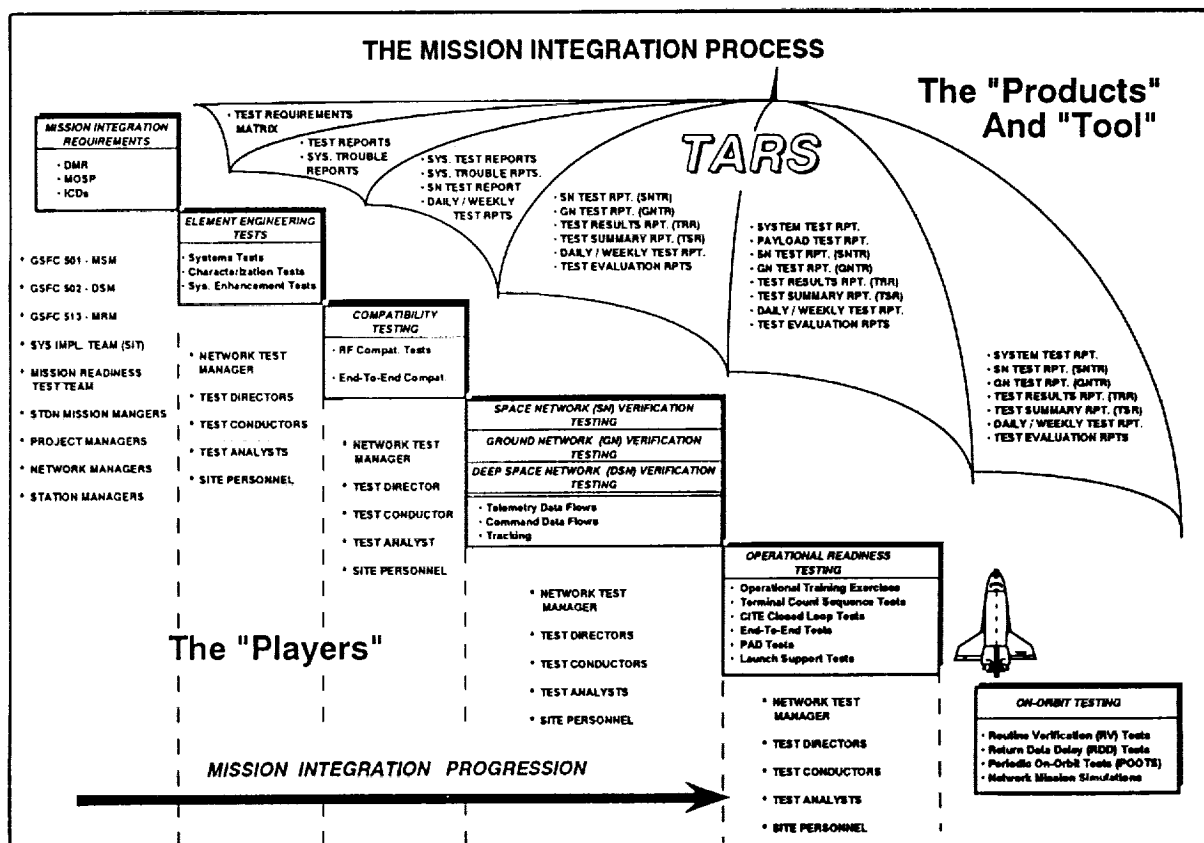 THE MISSION INTEGRATION PROCESS
The "Products"
And "Tool"
TARS
MISSION INTEGRATION
REQUIREMENTS
· DMR
· MOSP
· ICDs
· TEST REQUIREMENTS
MATRIX
· TEST REPORTS
· SYS. TROUBLE
REPORTS
· SYS. TEST REPORTS
· SYS. TROUBLE RPTS.
· SN TEST REPORT
· DAILY / WEEKLY
TEST RPTS
· SN TEST RPT. (SNTR)
· GN TEST RPT. (GNTR)
· TEST RESULTS RPT. (TRR)
· TEST SUMMARY RPT. (TSR)
· DAILY / WEEKLY TEST RPT.
· TEST EVALUATION RPTS
· SYSTEM TEST RPT.
· PAYLOAD TEST RPT.
· SN TEST RPT. (SNTR)
· GN TEST RPT. (GNTR)
· TEST RESULTS RPT. (TRR)
· TEST SUMMARY RPT. (TSR)
· DAILY / WEEKLY TEST RPT.
· TEST EVALUATION RPTS
· SYSTEM TEST RPT.
· SN TEST RPT. (SNTR)
· GN TEST RPT. (GNTR)
· TEST RESULTS RPT. (TRR)
· TEST SUMMARY RPT. (TSR)
· DAILY / WEEKLY TEST RPT.
· TEST EVALUATION RPTS
ELEMENT ENGINEERING
TESTS
· Systems Tests
· Characterization Tests
· Sys. Enhancement Tests
COMPATIBILITY
TESTING
· RF Compat. Tests
· End-To-End Compat.
SPACE NETWORK (SN) VERIFICATION
TESTING
GROUND NETWORK (GN) VERIFICATION
TESTING
DEEP SPACE NETWORK (DSN) VERIFICATION
TESTING
· Telemetry Data Flows
· Command Data Flows
· Tracking
OPERATIONAL READINESS
TESTING
· Operational Training Exercises
· Terminal Count Sequence Tests
· CITE Closed Loop Tests
· End-To-End Tests
· PAD Tests
· Launch Support Tests
ON-ORBIT TESTING
· Routine Verification (RV) Tests
· Return Data Delay (RDD) Tests
· Periodic On-Orbit Tests (POOTS)
· Network Mission Simulations
* GSFC 501 - MSM
* GSFC 502 - DSM
* GSFC 513 - MRM
* SYS IMPL. TEAM (SIT)
* MISSION READINESS
TEST TEAM
* STDN MISSION MANGERS
* PROJECT MANAGERS
* NETWORK MANAGERS
* STATION MANAGERS
* NETWORK TEST
MANAGER
* TEST DIRECTORS
* TEST CONDUCTORS
* TEST ANALYSTS
* SITE PERSONNEL
* NETWORK TEST
MANAGER
* TEST DIRECTOR
* TEST CONDUCTOR
* TEST ANALYST
* SITE PERSONNEL
* NETWORK TEST
MANAGER
* TEST DIRECTORS
* TEST CONDUCTORS
* TEST ANALYSTS
* SITE PERSONNEL
* NETWORK TEST
MANAGER
* TEST DIRECTORS
* TEST CONDUCTORS
* TEST ANALYSTS
* SITE PERSONNEL
The "Players"
MISSION INTEGRATION PROGRESSION